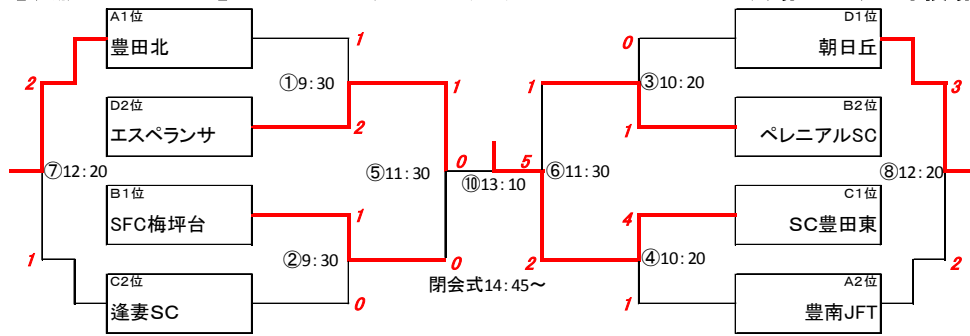 A1位
豊田北
D1位
朝日丘
1
0
2
①9:30
1
1
③10:20
3
D2位
エスペランサ
B2位
ペレニアルSC
2
1
⑦12:20
⑤11:30
0
⑩13:10
5
⑥11:30
⑧12:20
B1位
SFC梅坪台
C1位
SC豊田東
1
4
1
②9:30
0
2
④10:20
2
閉会式14:45～
C2位
逢妻SC
A2位
豊南JFT
0
1